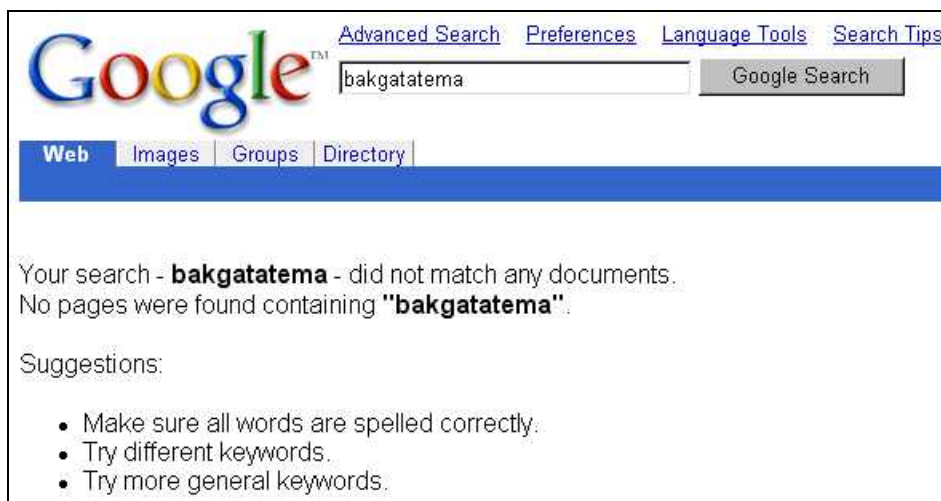 Google™
Advanced Search Preferences Language Tools Search Tips
bakgatatema Google Search
Web Images Groups Directory
Your search - bakgatatema - did not match any documents.
No pages were found containing "bakgatatema".
Suggestions:
• Make sure all words are spelled correctly.
• Try different keywords.
• Try more general keywords.